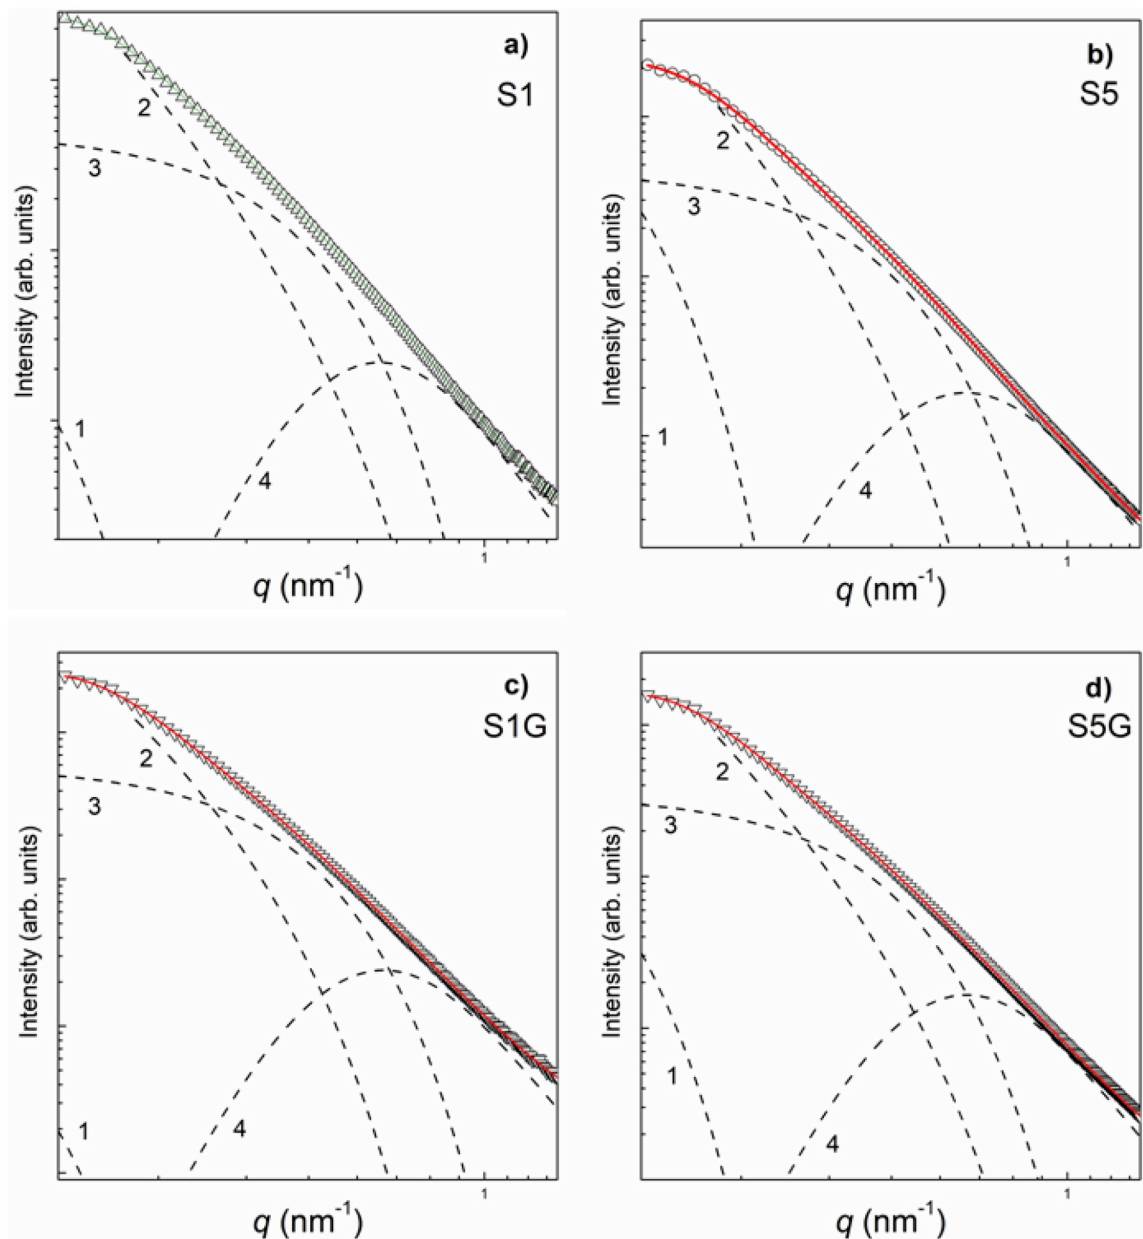 a)
S1
2
3
1
4
Intensity (arb. units)
1
q (nm⁻¹)
b)
S5
2
3
1
4
Intensity (arb. units)
1
q (nm⁻¹)
c)
S1G
2
3
1
4
Intensity (arb. units)
1
q (nm⁻¹)
d)
S5G
2
3
1
4
Intensity (arb. units)
1
q (nm⁻¹)